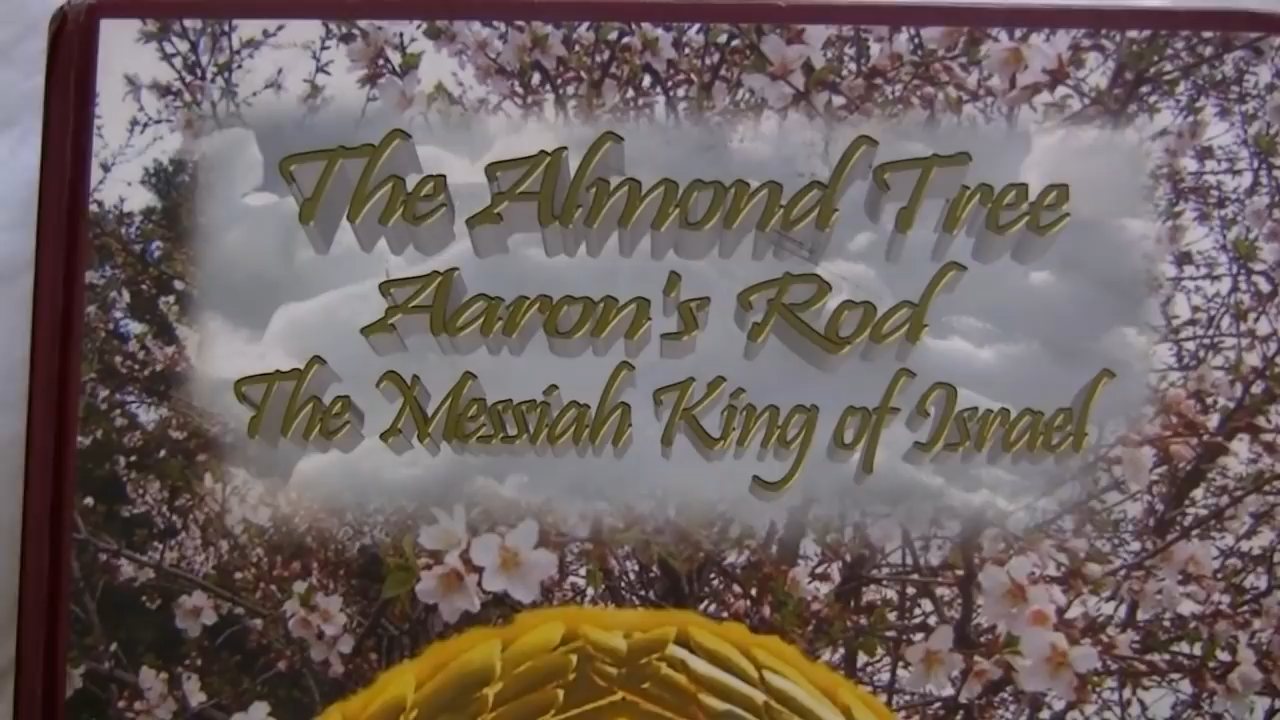 The Almond Tree
Aaron's Rod
The Messiah King of Israel